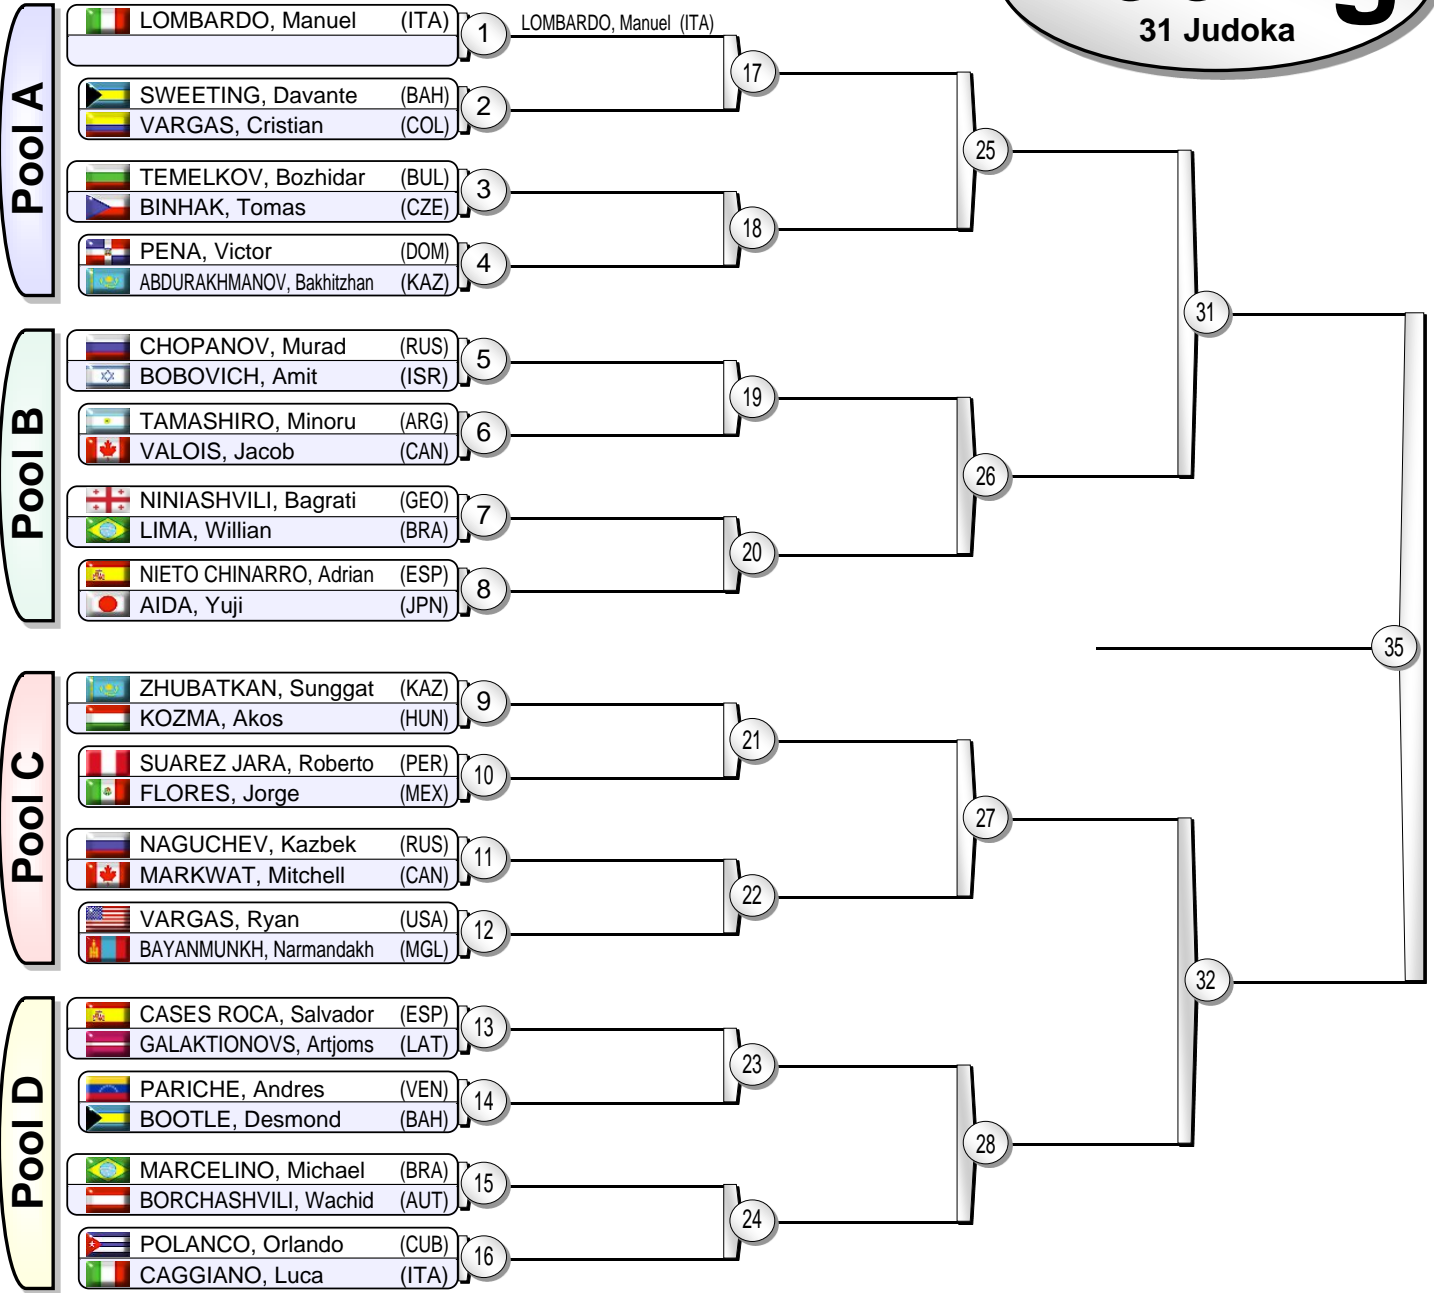 31 Judoka
Pool A
LOMBARDO, Manuel (ITA)
1
LOMBARDO, Manuel (ITA)
17
SWEETING, Davante (BAH)
VARGAS, Cristian (COL)
2
25
TEMELKOV, Bozhidar (BUL)
BINHAK, Tomas (CZE)
3
18
PENA, Victor (DOM)
ABDURAKHMANOV, Bakhitzhan (KAZ)
4
31
Pool B
CHOPANOV, Murad (RUS)
BOBOVICH, Amit (ISR)
5
19
TAMASHIRO, Minoru (ARG)
VALOIS, Jacob (CAN)
6
26
NINIASHVILI, Bagrati (GEO)
LIMA, Willian (BRA)
7
20
NIETO CHINARRO, Adrian (ESP)
AIDA, Yuji (JPN)
8
35
Pool C
ZHUBATKAN, Sunggat (KAZ)
KOZMA, Akos (HUN)
9
21
SUAREZ JARA, Roberto (PER)
FLORES, Jorge (MEX)
10
27
NAGUCHEV, Kazbek (RUS)
MARKWAT, Mitchell (CAN)
11
22
VARGAS, Ryan (USA)
BAYANMUNKH, Narmandakh (MGL)
12
32
Pool D
CASES ROCA, Salvador (ESP)
GALAKTIONOVS, Artjoms (LAT)
13
23
PARICHE, Andres (VEN)
BOOTLE, Desmond (BAH)
14
28
MARCELINO, Michael (BRA)
BORCHASHVILI, Wachid (AUT)
15
24
POLANCO, Orlando (CUB)
CAGGIANO, Luca (ITA)
16